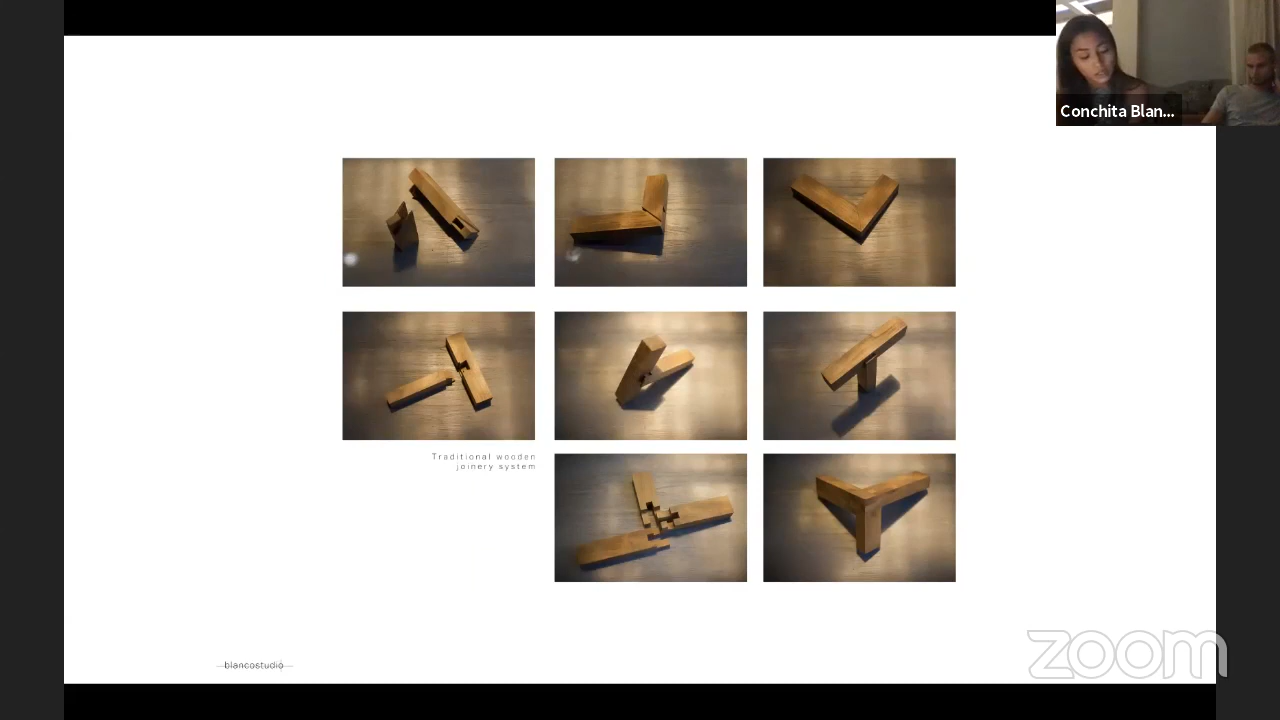 Conchita Blan...
Traditional wooden
joinery system
blancostudio
zoom